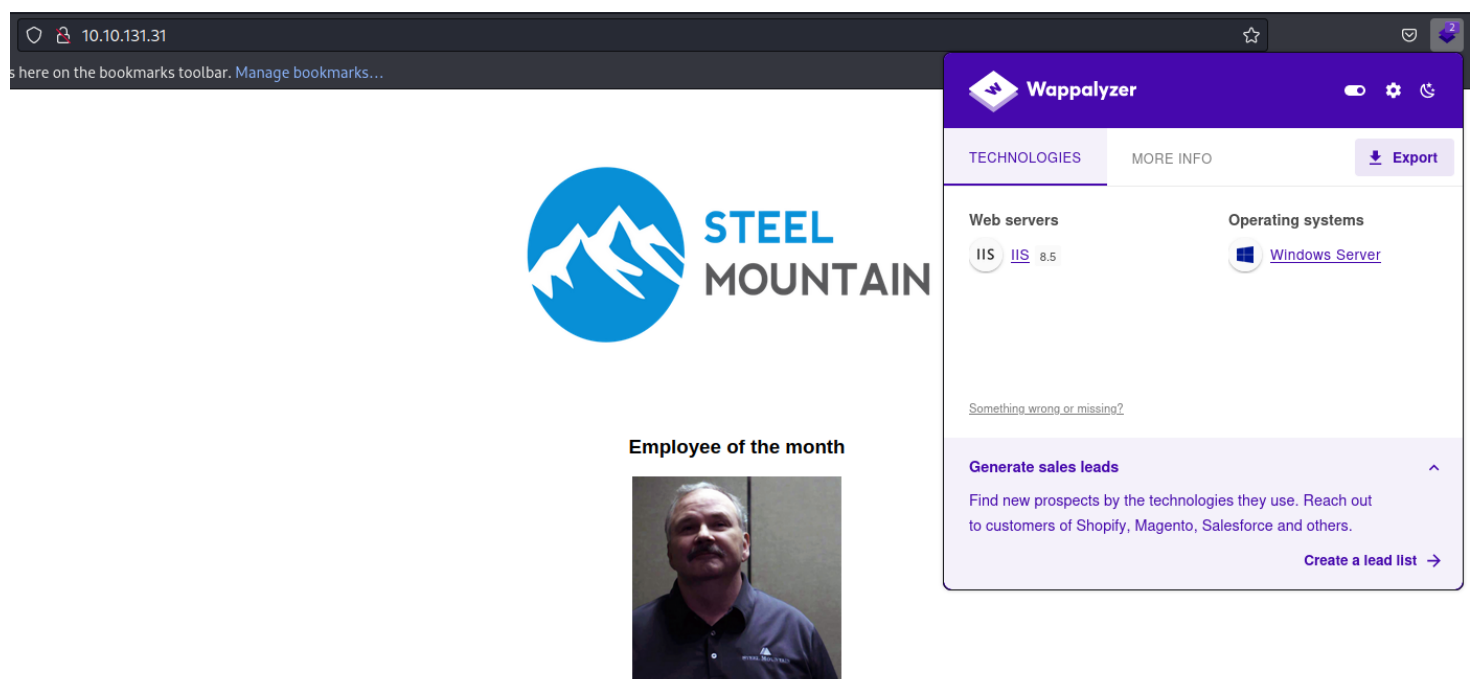 10.10.131.31
2
s here on the bookmarks toolbar. Manage bookmarks...
Wappalyzer
TECHNOLOGIES
MORE INFO
Export
Web servers
Operating systems
IIS IIS 8.5
Windows Server
STEEL
MOUNTAIN
Something wrong or missing?
Employee of the month
Generate sales leads
Find new prospects by the technologies they use. Reach out
to customers of Shopify, Magento, Salesforce and others.
Create a lead list →